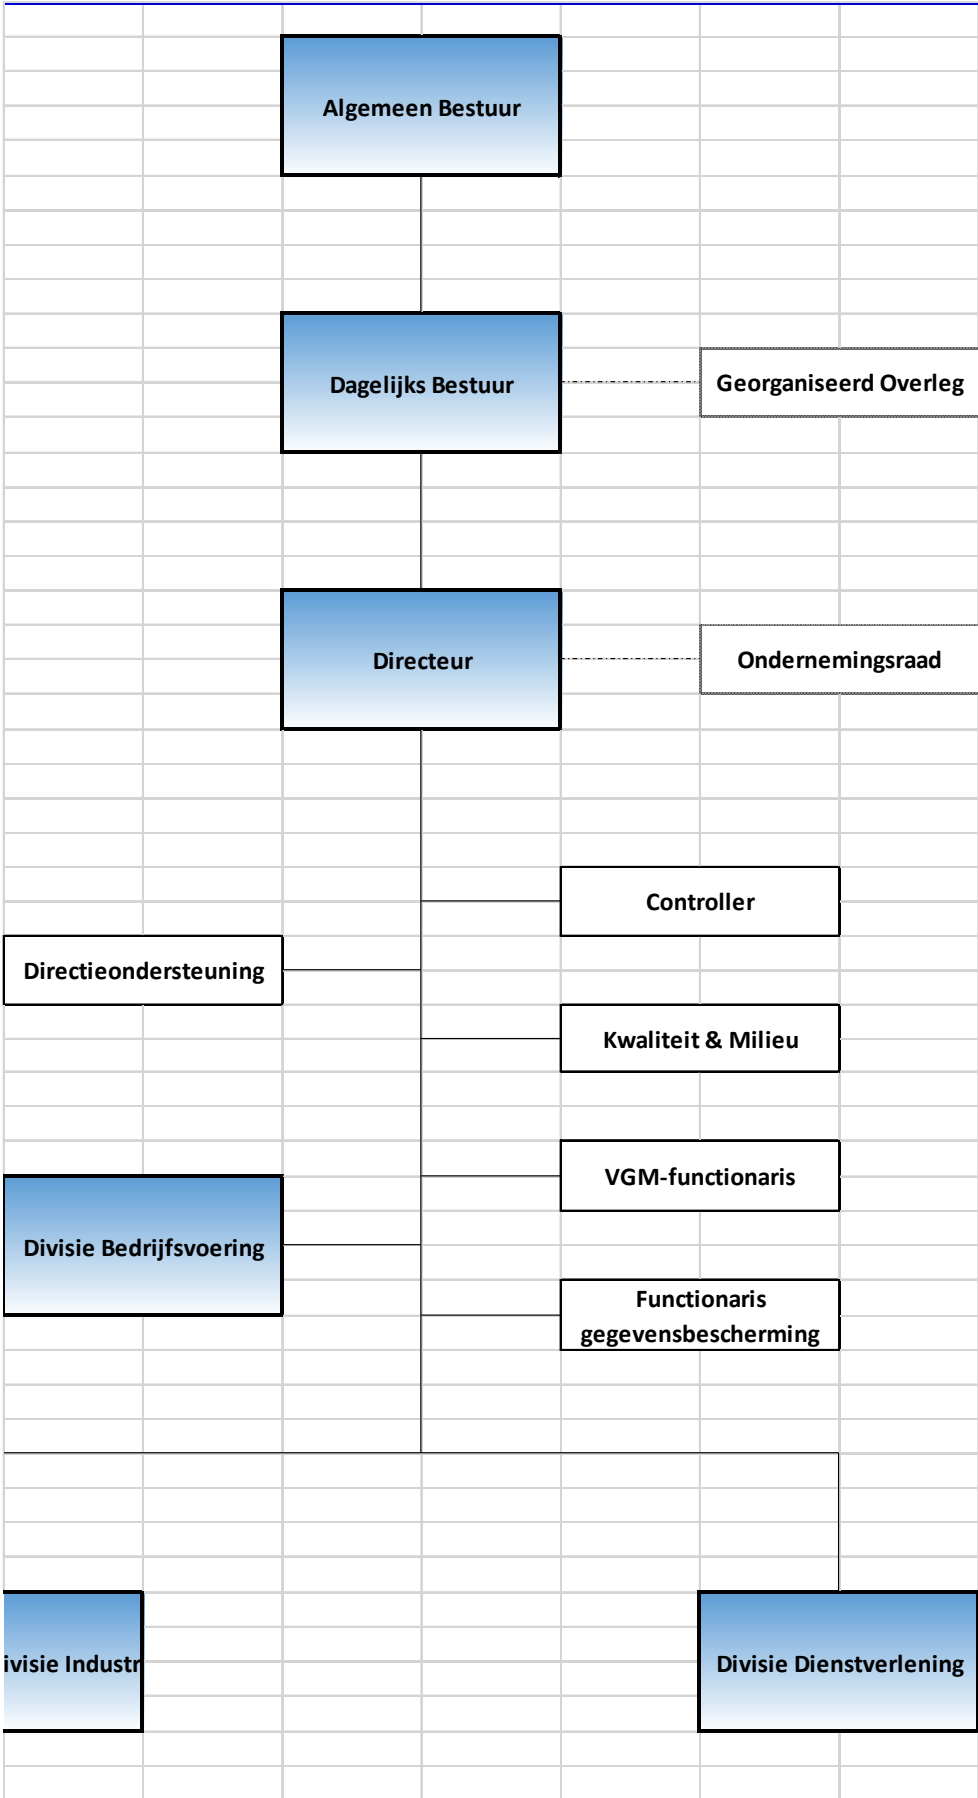 Algemeen Bestuur
Dagelijks Bestuur
Georganiseerd Overleg
Directeur
Ondernemingsraad
Controller
Directieondersteuning
Kwaliteit & Milieu
VGM-functionaris
Divisie Bedrijfsvoering
Functionaris
gegevensbescherming
ivisie Industr
Divisie Dienstverlening